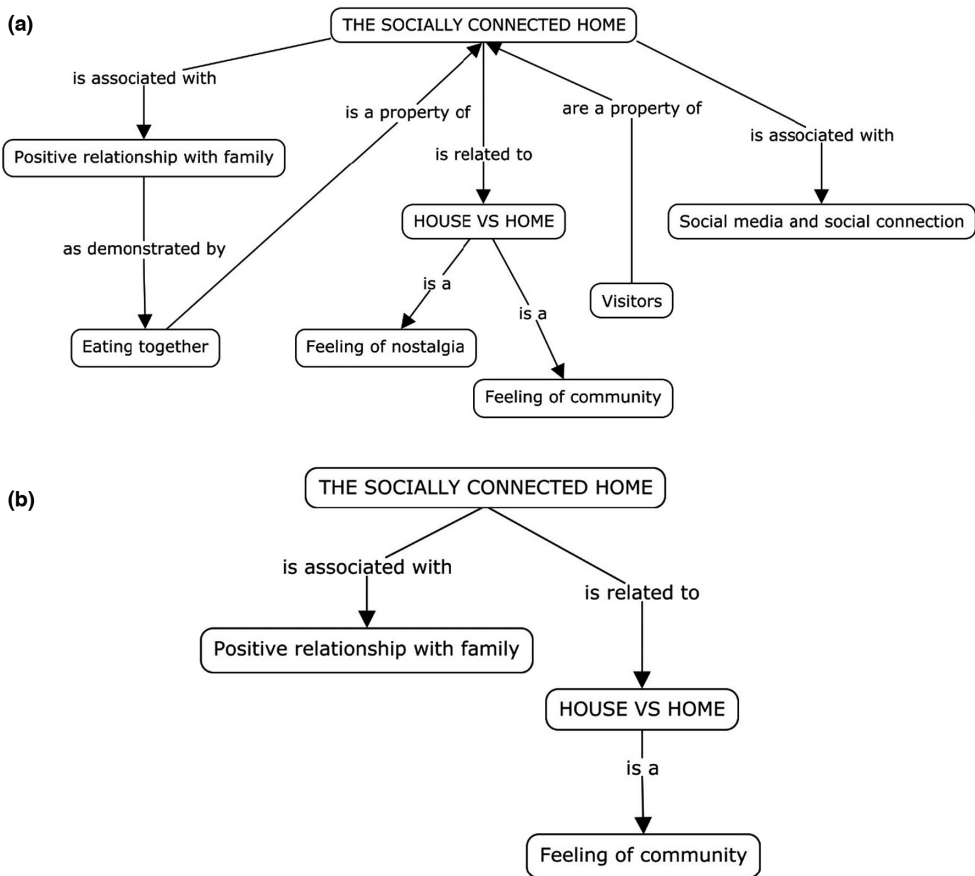 (a)
THE SOCIALLY CONNECTED HOME
is associated with
is a property of
are a property of
is associated with
Positive relationship with family
is related to
HOUSE VS HOME
Social media and social connection
as demonstrated by
is a
Visitors
is a
Eating together
Feeling of nostalgia
Feeling of community
(b)
THE SOCIALLY CONNECTED HOME
is associated with
is related to
Positive relationship with family
HOUSE VS HOME
is a
Feeling of community